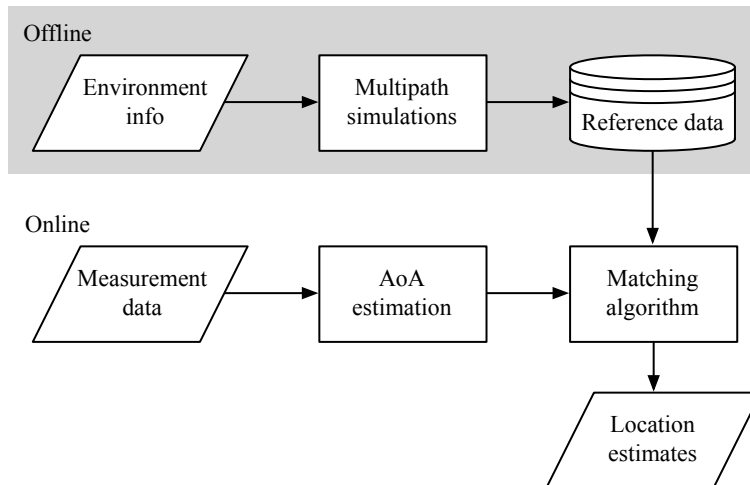 Offline
Environment
info
Multipath
simulations
Reference data
Online
Measurement
data
AoA
estimation
Matching
algorithm
Location
estimates